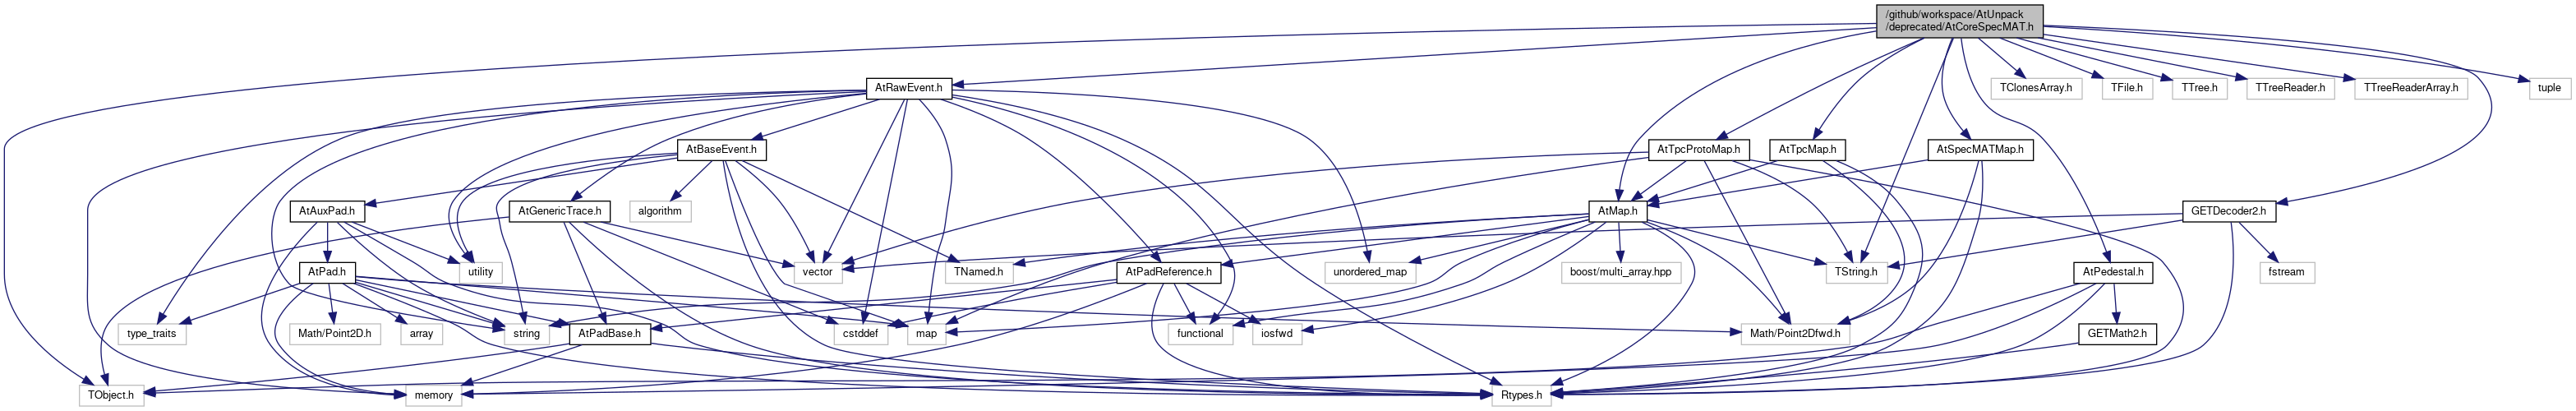 /github/workspace/AtUnpack
/deprecated/AtCoreSpecMAT.h
AtRawEvent.h
TClonesArray.h
TFile.h
TTree.h
TTreeReader.h
TTreeReaderArray.h
tuple
AtBaseEvent.h
AtTpcProtoMap.h
AtTpcMap.h
AtSpecMATMap.h
AtAuxPad.h
AtGenericTrace.h
algorithm
AtMap.h
GETDecoder2.h
AtPad.h
utility
vector
TNamed.h
AtPadReference.h
unordered_map
boost/multi_array.hpp
TString.h
AtPedestal.h
fstream
type_traits
Math/Point2D.h
array
string
AtPadBase.h
cstddef
map
functional
iosfwd
Math/Point2Dfwd.h
GETMath2.h
TObject.h
memory
Rtypes.h